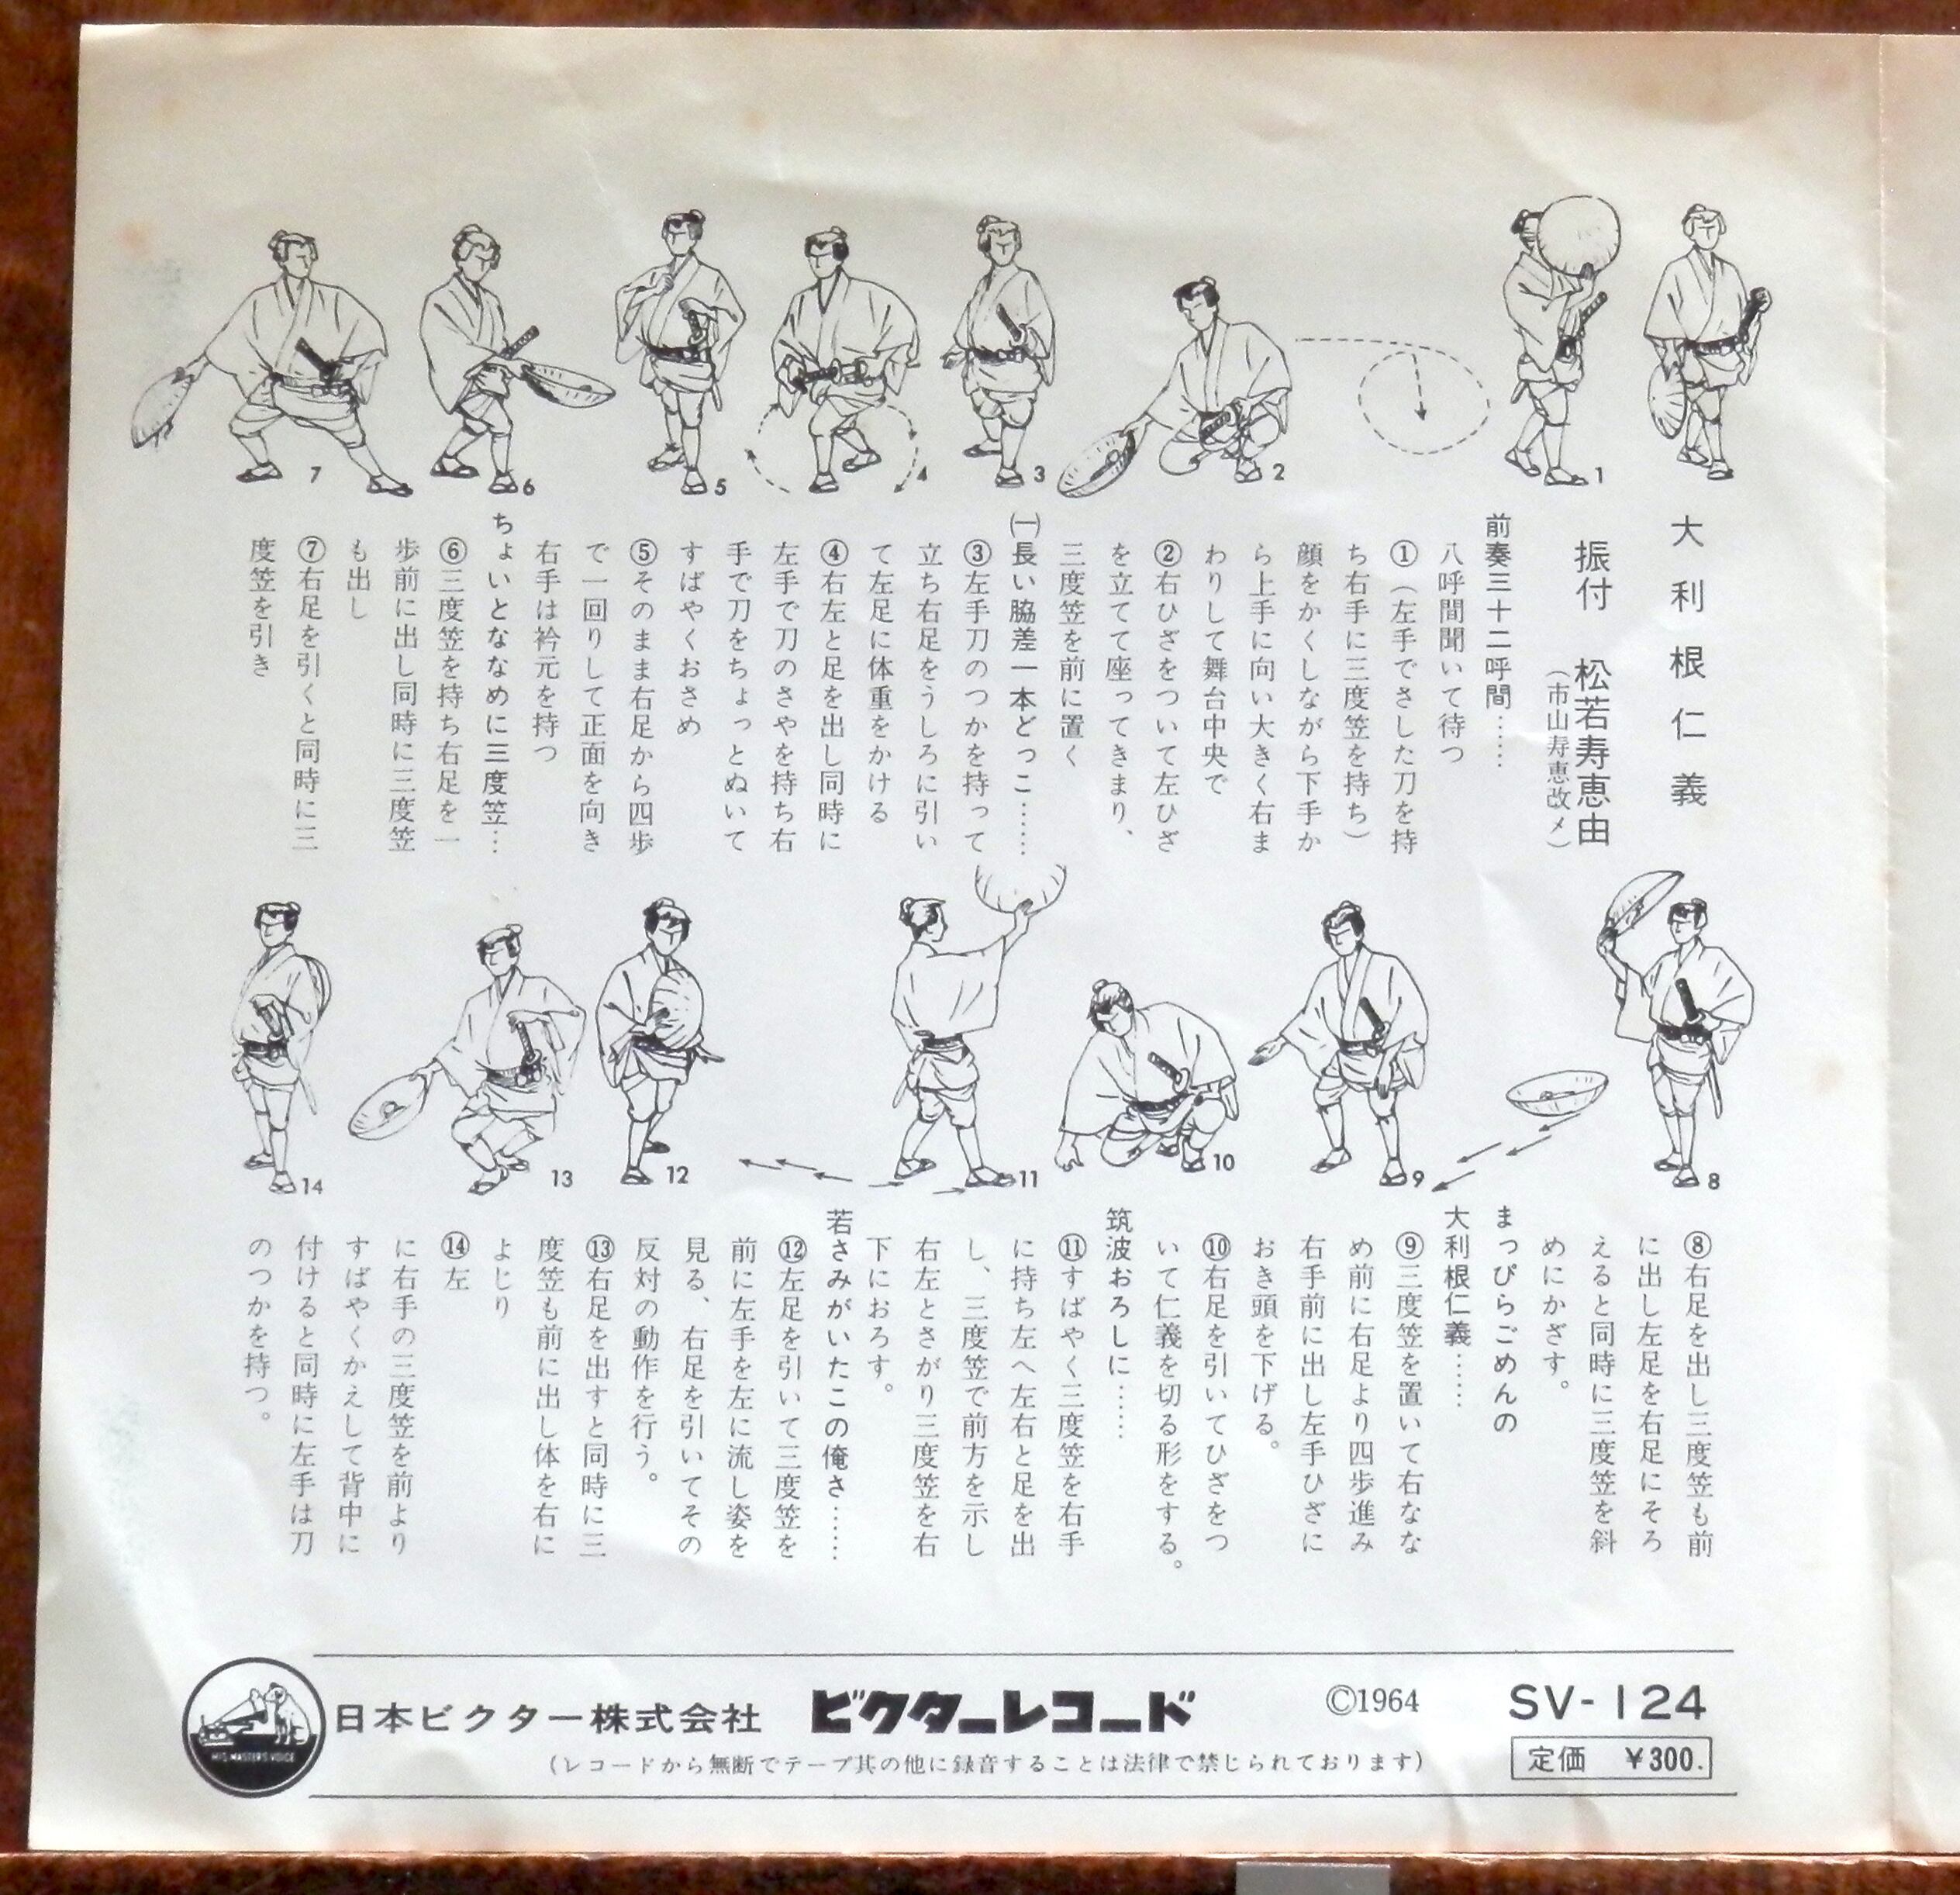 大利根仁義
振付 松若寿恵由
（市山寿恵改メ）
前奏三十二呼間……
八呼間聞いて待つ
①（左手でさした刀を持
ち右手に三度笠を持ち）
顔をかくしながら下手か
ら上手に向い大きく右ま
わりして舞台中央で
②右ひざをついて左ひざ
を立てて座ってきまり、
三度笠を前に置く
㈠長い脇差一本どっこ……
③左手刀のつかを持って
立ち右足をうしろに引い
て左足に体重をかける
④右左と足を出し同時に
左手で刀のさやを持ち右
手で刀をちょっとぬいて
すばやくおさめ
⑤そのまま右足から四歩
で一回りして正面を向き
右手は衿元を持つ
ちょいとななめに三度笠…
⑥三度笠を持ち右足を一
歩前に出し同時に三度笠
も出し
⑦右足を引くと同時に三
度笠を引き
1
2
3
4
5
6
7
⑧右足を出し三度笠も前
に出し左足を右足にそろ
えると同時に三度笠を斜
めにかざす。
まっぴらごめんの
大利根仁義……
⑨三度笠を置いて右なな
め前に右足より四歩進み
右手前に出し左手ひざに
おき頭を下げる。
⑩右足を引いてひざをつ
いて仁義を切る形をする。
筑波おろしに……
⑪すばやく三度笠を右手
に持ち左へ左右と足を出
し、三度笠で前方を示し
右左とさがり三度笠を右
下におろす。
若さみがいたこの俺さ……
⑫左足を引いて三度笠を
前に左手を左に流し姿を
見る、右足を引いてその
反対の動作を行う。
⑬右足を出すと同時に三
度笠も前に出し体を右に
よじり
⑭左
に右手の三度笠を前より
すばやくかえして背中に
付けると同時に左手は刀
のつかを持つ。
8
9
10
11
12
13
14
HIS MASTER'S VOICE
日本ビクター株式会社 ビクターレコード ©1964 SV-124
（レコードから無断でテープ其の他に録音することは法律で禁じられております） 定価 ¥300.